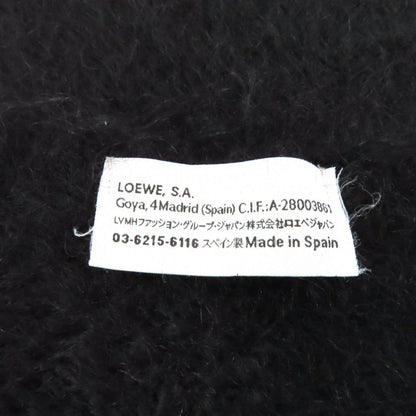 LOEWE, S.A.
Goya, 4 Madrid (Spain) C.I.F.: A-28003861
LVMHファッション・グループ・ジャパン株式会社ロエベジャパン
03-6215-6116 スペイン製 Made in Spain